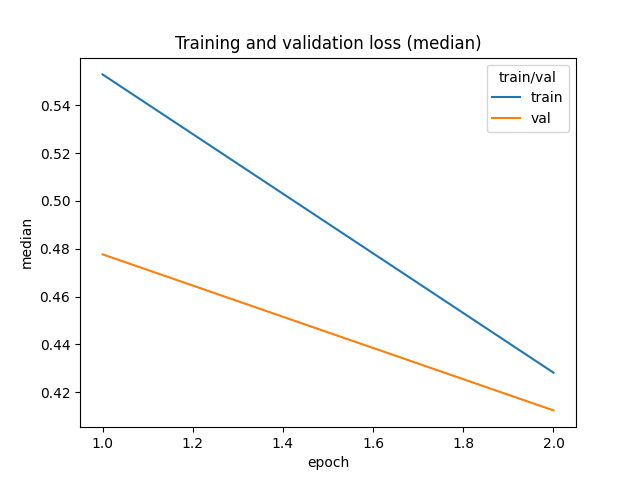 Training and validation loss (median)
train/val
train
val
0.54
0.52
0.50
0.48
0.46
0.44
0.42
median
1.0 1.2 1.4 1.6 1.8 2.0
epoch